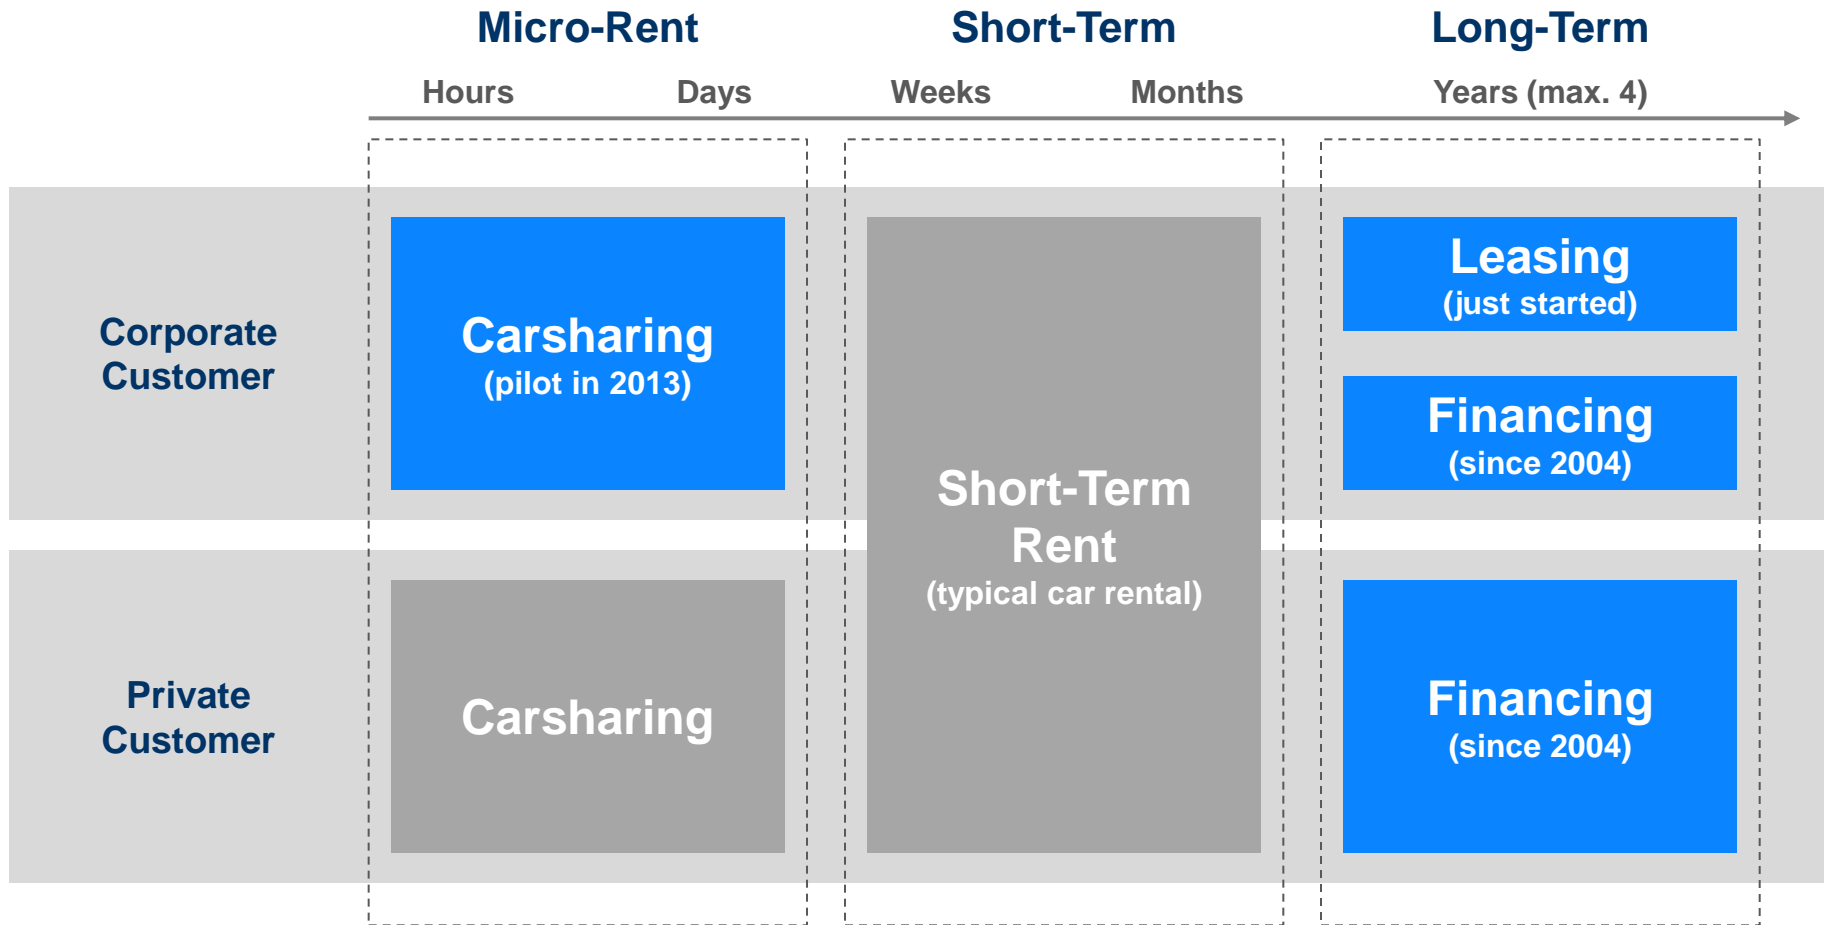 Micro-Rent
Short-Term
Long-Term
Hours
Days
Weeks
Months
Years (max. 4)
Corporate
Customer
Carsharing
(pilot in 2013)
Leasing
(just started)
Financing
(since 2004)
Short-Term
Rent
(typical car rental)
Private
Customer
Carsharing
Financing
(since 2004)